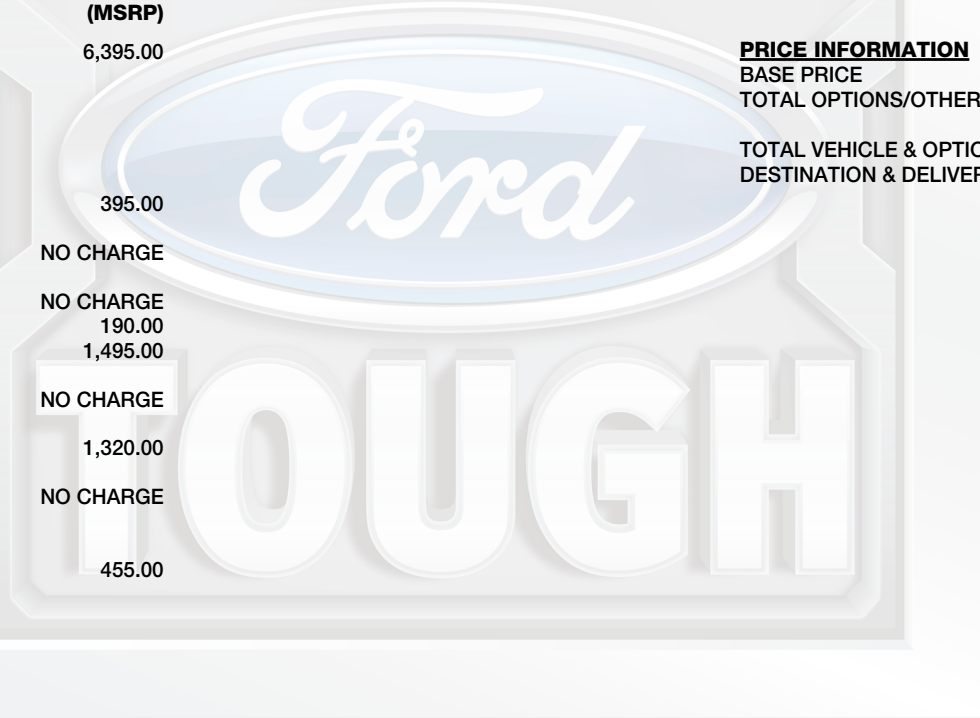 (MSRP)
6,395.00
395.00
NO CHARGE
NO CHARGE
190.00
1,495.00
NO CHARGE
1,320.00
NO CHARGE
455.00
PRICE INFORMATION
BASE PRICE
TOTAL OPTIONS/OTHER
TOTAL VEHICLE & OPTIO
DESTINATION & DELIVER
Ford
TOUGH